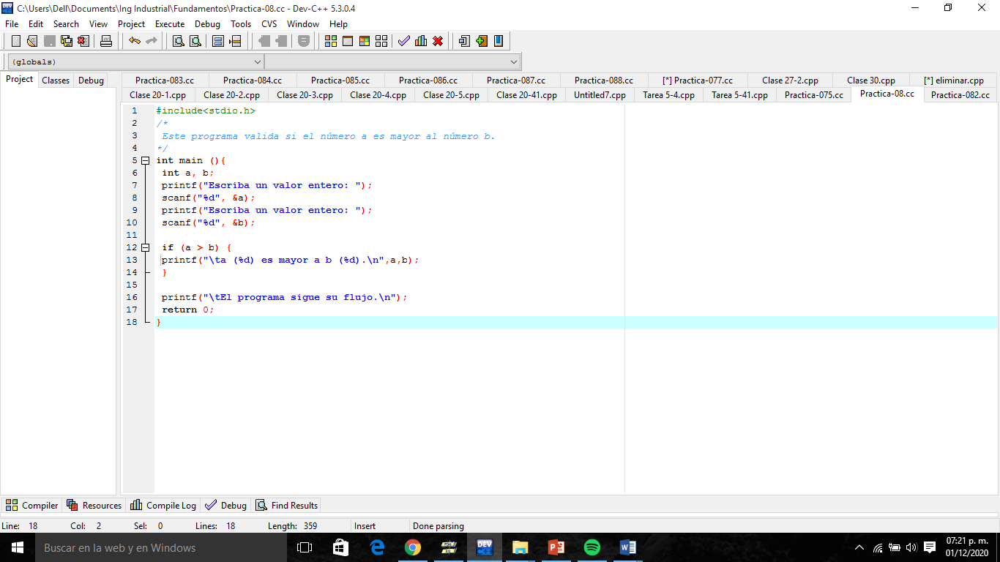 C:\Users\Dell\Documents\Ing Industrial\Fundamentos\Practica-08.cc - Dev-C++ 5.3.0.4
File Edit Search View Project Execute Debug Tools CVS Window Help
(globals)
Project Classes Debug
Practica-083.cc Practica-084.cc Practica-085.cc Practica-086.cc Practica-087.cc Practica-088.cc [*] Practica-077.cc Clase 27-2.cpp Clase 30.cpp [*] eliminar.cpp
Clase 20-1.cpp Clase 20-2.cpp Clase 20-3.cpp Clase 20-4.cpp Clase 20-5.cpp Clase 20-41.cpp Untitled7.cpp Tarea 5-4.cpp Tarea 5-41.cpp Practica-075.cc Practica-08.cc Practica-082.cc
1 #include<stdio.h>
2 /*
3 Este programa valida si el número a es mayor al número b.
4 */
5 int main (){
6 int a, b;
7 printf("Escriba un valor entero: ");
8 scanf("%d", &a);
9 printf("Escriba un valor entero: ");
10 scanf("%d", &b);
11
12 if (a > b) {
13 printf("\ta (%d) es mayor a b (%d).\n",a,b);
14 }
15
16 printf("\tEl programa sigue su flujo.\n");
17 return 0;
18 }
Compiler Resources Compile Log Debug Find Results
Line: 18 Col: 2 Sel: 0 Lines: 18 Length: 359 Insert Done parsing
Buscar en la web y en Windows
07:21 p. m.
01/12/2020